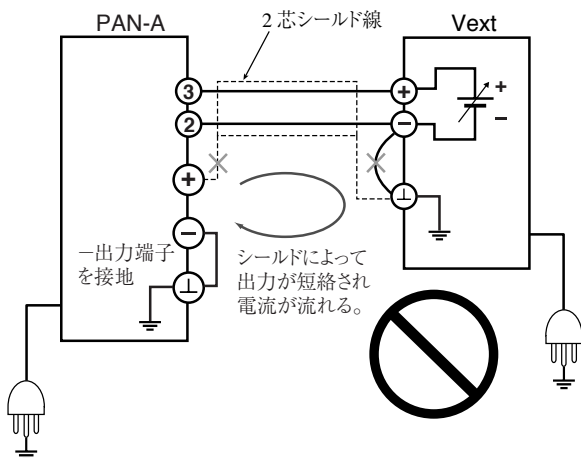 PAN-A
2芯シールド線
Vext
3
2
+
−
⊥
+
−
⊥
+
−
−出力端子
を接地
シールドによって
出力が短絡され
電流が流れる。